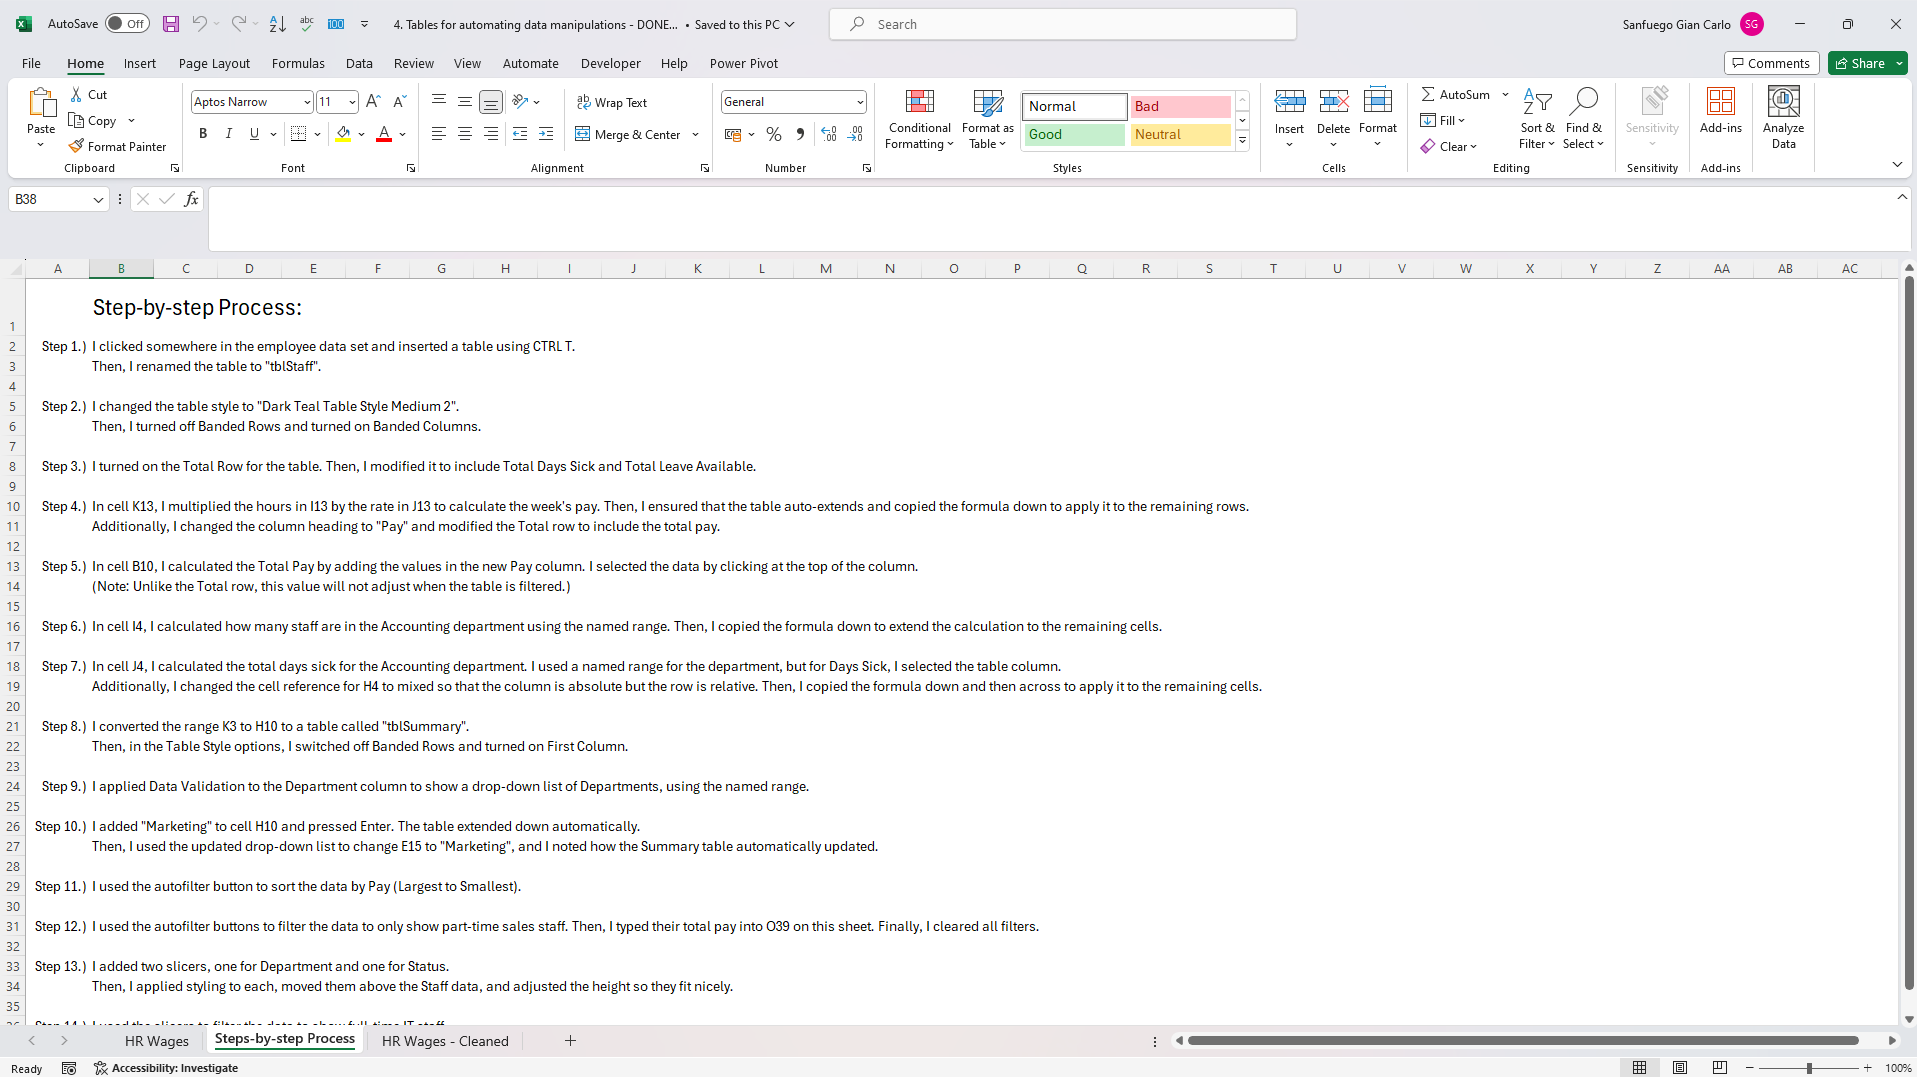 AutoSave Off 4. Tables for automating data manipulations - DONE... • Saved to this PC Search Sanfuego Gian Carlo SG
File Home Insert Page Layout Formulas Data Review View Automate Developer Help Power Pivot Comments Share
Paste Cut Copy Format Painter Clipboard
Aptos Narrow 11 B I U A Font
ab Wrap Text Merge & Center Alignment
General % Number
Conditional Formatting Format as Table Normal Bad Good Neutral Styles
Insert Delete Format Cells
AutoSum Fill Clear Sort & Filter Find & Select Editing
Sensitivity Sensitivity
Add-ins Add-ins
Analyze Data
B38 fx
A B C D E F G H I J K L M N O P Q R S T U V W X Y Z AA AB AC
1 Step-by-step Process:
2 Step 1.) I clicked somewhere in the employee data set and inserted a table using CTRL T.
3 Then, I renamed the table to "tblStaff".
4
5 Step 2.) I changed the table style to "Dark Teal Table Style Medium 2".
6 Then, I turned off Banded Rows and turned on Banded Columns.
7
8 Step 3.) I turned on the Total Row for the table. Then, I modified it to include Total Days Sick and Total Leave Available.
9
10 Step 4.) In cell K13, I multiplied the hours in I13 by the rate in J13 to calculate the week's pay. Then, I ensured that the table auto-extends and copied the formula down to apply it to the remaining rows.
11 Additionally, I changed the column heading to "Pay" and modified the Total row to include the total pay.
12
13 Step 5.) In cell B10, I calculated the Total Pay by adding the values in the new Pay column. I selected the data by clicking at the top of the column.
14 (Note: Unlike the Total row, this value will not adjust when the table is filtered.)
15
16 Step 6.) In cell I4, I calculated how many staff are in the Accounting department using the named range. Then, I copied the formula down to extend the calculation to the remaining cells.
17
18 Step 7.) In cell J4, I calculated the total days sick for the Accounting department. I used a named range for the department, but for Days Sick, I selected the table column.
19 Additionally, I changed the cell reference for H4 to mixed so that the column is absolute but the row is relative. Then, I copied the formula down and then across to apply it to the remaining cells.
20
21 Step 8.) I converted the range K3 to H10 to a table called "tblSummary".
22 Then, in the Table Style options, I switched off Banded Rows and turned on First Column.
23
24 Step 9.) I applied Data Validation to the Department column to show a drop-down list of Departments, using the named range.
25
26 Step 10.) I added "Marketing" to cell H10 and pressed Enter. The table extended down automatically.
27 Then, I used the updated drop-down list to change E15 to "Marketing", and I noted how the Summary table automatically updated.
28
29 Step 11.) I used the autofilter button to sort the data by Pay (Largest to Smallest).
30
31 Step 12.) I used the autofilter buttons to filter the data to only show part-time sales staff. Then, I typed their total pay into O39 on this sheet. Finally, I cleared all filters.
32
33 Step 13.) I added two slicers, one for Department and one for Status.
34 Then, I applied styling to each, moved them above the Staff data, and adjusted the height so they fit nicely.
35
36 Step 14.) I used the slicers to filter the data to show full-time IT staff
HR Wages Steps-by-step Process HR Wages - Cleaned
Ready Accessibility: Investigate 100%